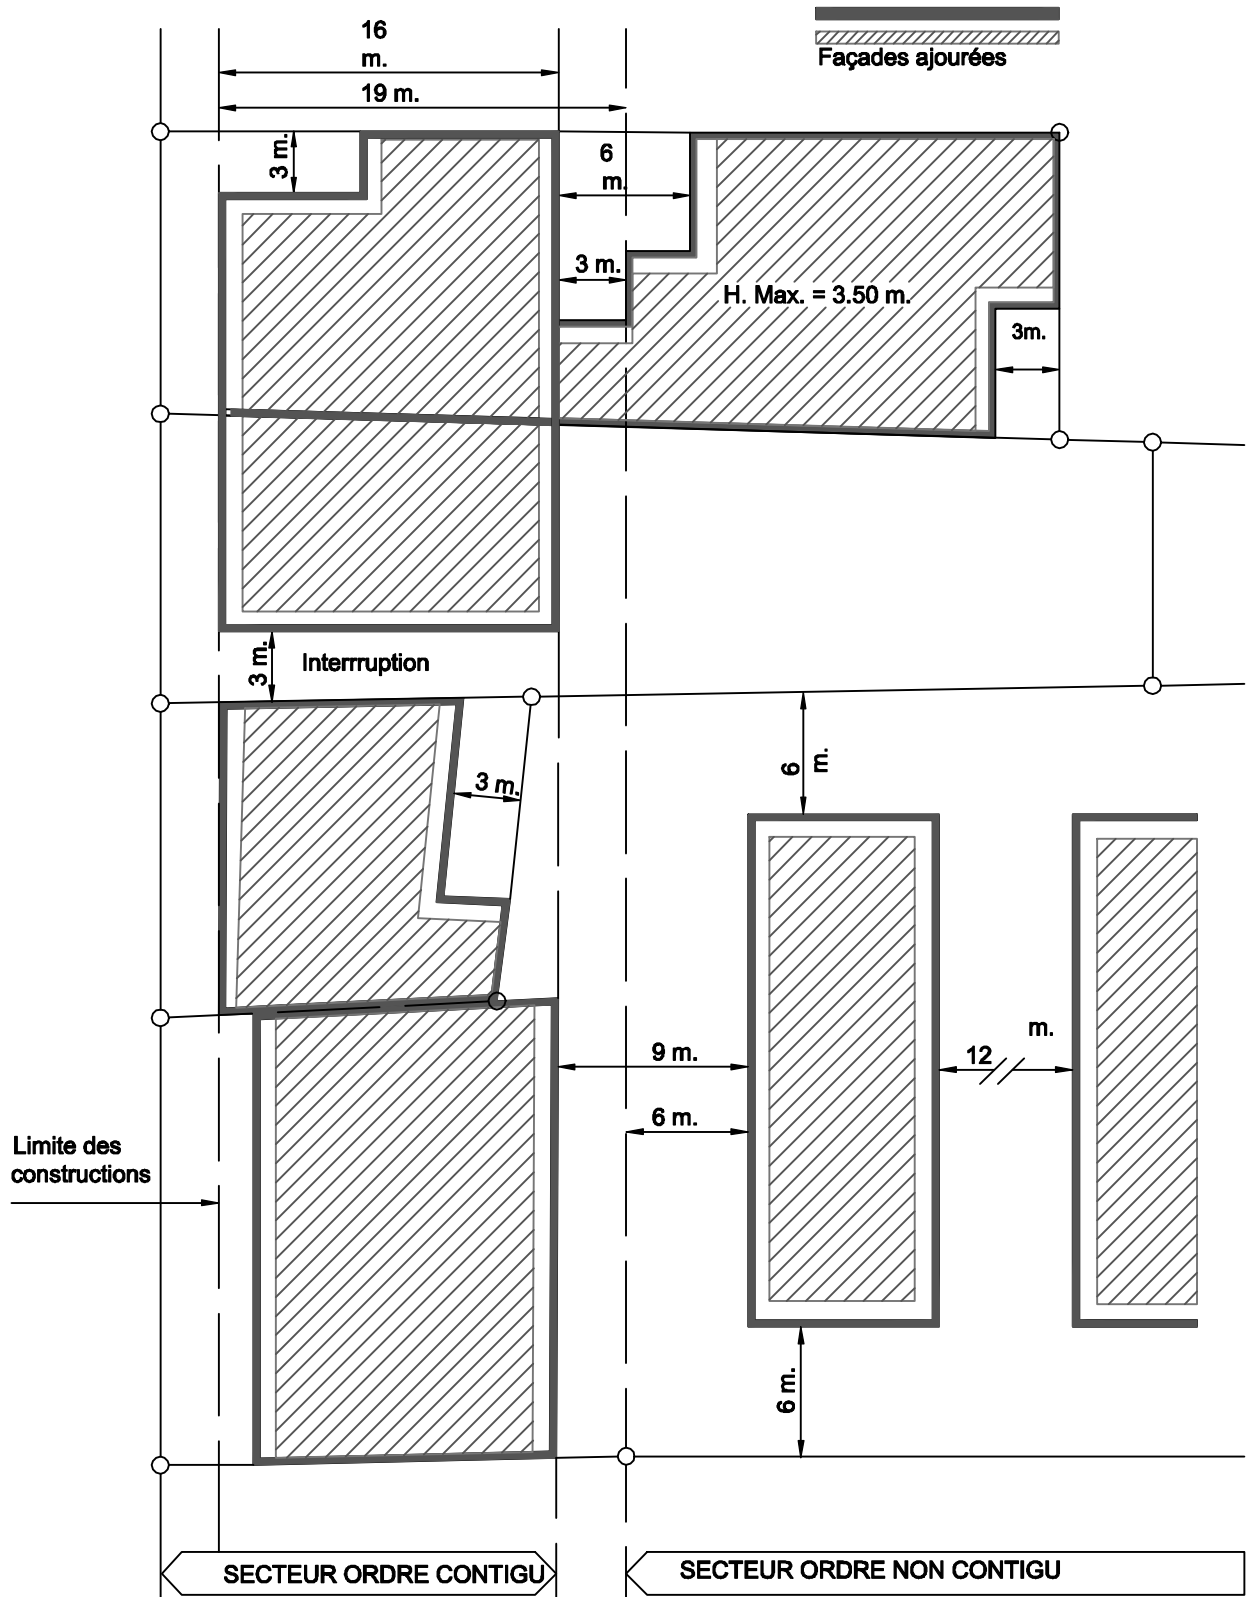 16
m.
19 m.
Façades ajourées
3 m.
6
m.
3 m.
H. Max. = 3.50 m.
3m.
3 m.
Interrruption
3 m.
6
m.
9 m.
12
m.
6 m.
Limite des
constructions
6 m.
SECTEUR ORDRE CONTIGU
SECTEUR ORDRE NON CONTIGU